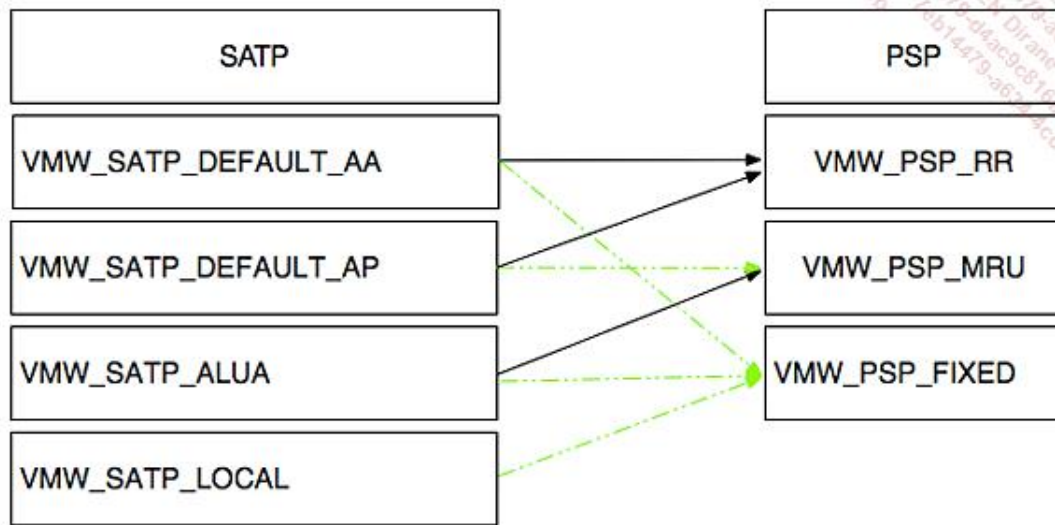 SATP
PSP
VMW_SATP_DEFAULT_AA
VMW_PSP_RR
VMW_SATP_DEFAULT_AP
VMW_PSP_MRU
VMW_SATP_ALUA
VMW_PSP_FIXED
VMW_SATP_LOCAL